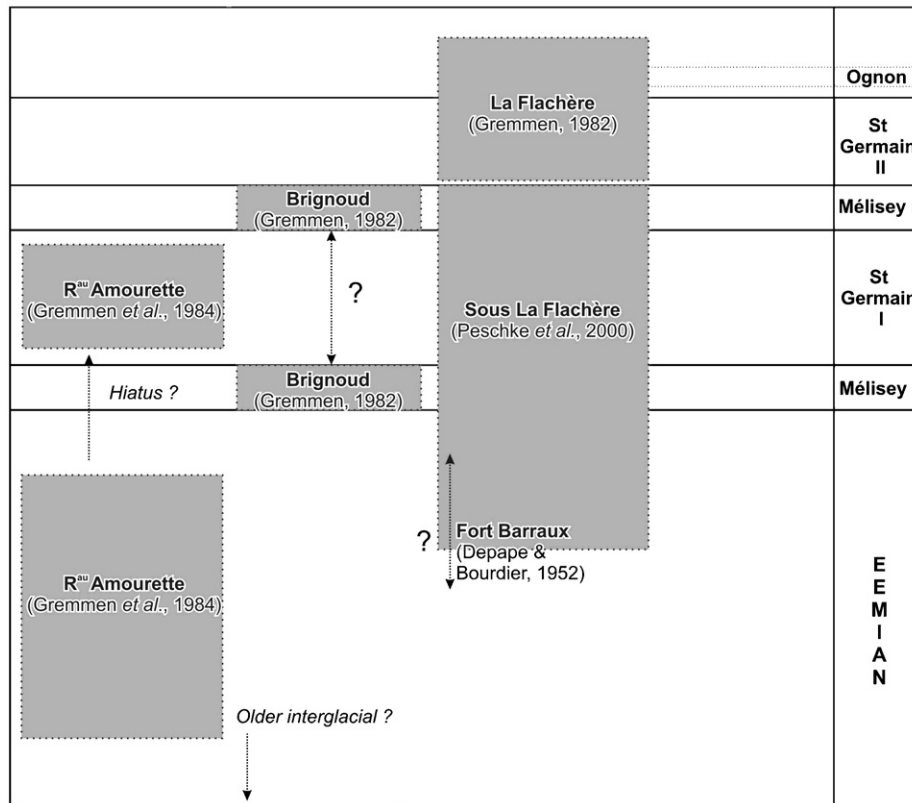 Ognon
La Flachère
(Gremmen, 1982)
St
Germain
II
Brignoud
(Gremmen, 1982)
Mélisey
R^au Amourette
(Gremmen et al., 1984)
?
Sous La Flachère
(Peschke et al., 2000)
St
Germain
I
Hiatus ?
Brignoud
(Gremmen, 1982)
Mélisey
R^au Amourette
(Gremmen et al., 1984)
?
Fort Barraux
(Depape &
Bourdier, 1952)
E
E
M
I
A
N
Older interglacial ?